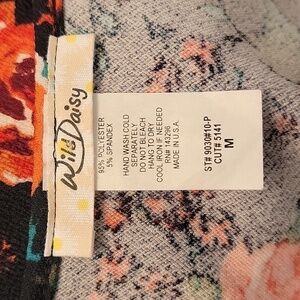 Wild Daisy
95% POLYESTER
5% SPANDEX
HAND WASH COLD
SEPARATELY
DO NOT BLEACH
HANG TO DRY
COOL IRON IF NEEDED
RN# 14296
MADE IN U.S.A.
ST# 9030#10-P
CUT# 5141
M